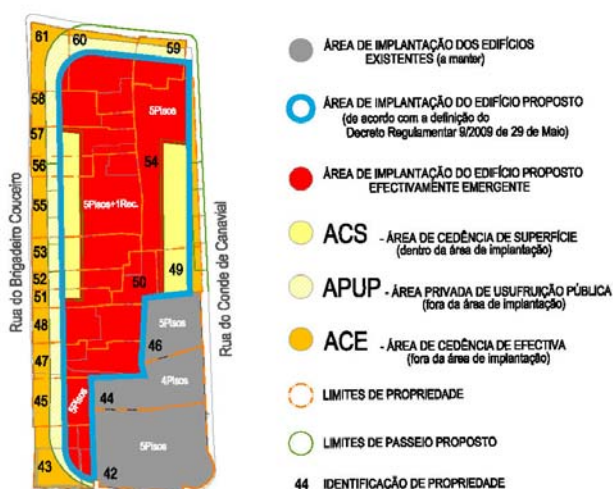 61
60
59
58
5Pisos
57
56
54
55
5Pisos+1Rec.
53
52
50
49
51
48
5Pisos
46
47
4Pisos
5Pisos
44
45
5Pisos
43
42
Rua do Brigadeiro Couceiro
Rua do Conde de Canavial
ÁREA DE IMPLANTAÇÃO DOS EDIFÍCIOS
EXISTENTES (a manter)
ÁREA DE IMPLANTAÇÃO DO EDIFÍCIO PROPOSTO
(de acordo com a definição do
Decreto Regulamentar 9/2009 de 29 de Maio)
ÁREA DE IMPLANTAÇÃO DO EDIFÍCIO PROPOSTO
EFECTIVAMENTE EMERGENTE
ACS - ÁREA DE CEDÊNCIA DE SUPERFÍCIE
(dentro da área de implantação)
APUP - ÁREA PRIVADA DE USUFRUIÇÃO PÚBLICA
(fora da área de implantação)
ACE - ÁREA DE CEDÊNCIA DE EFECTIVA
(fora da área de implantação)
LIMITES DE PROPRIEDADE
LIMITES DE PASSEIO PROPOSTO
44 IDENTIFICAÇÃO DE PROPRIEDADE